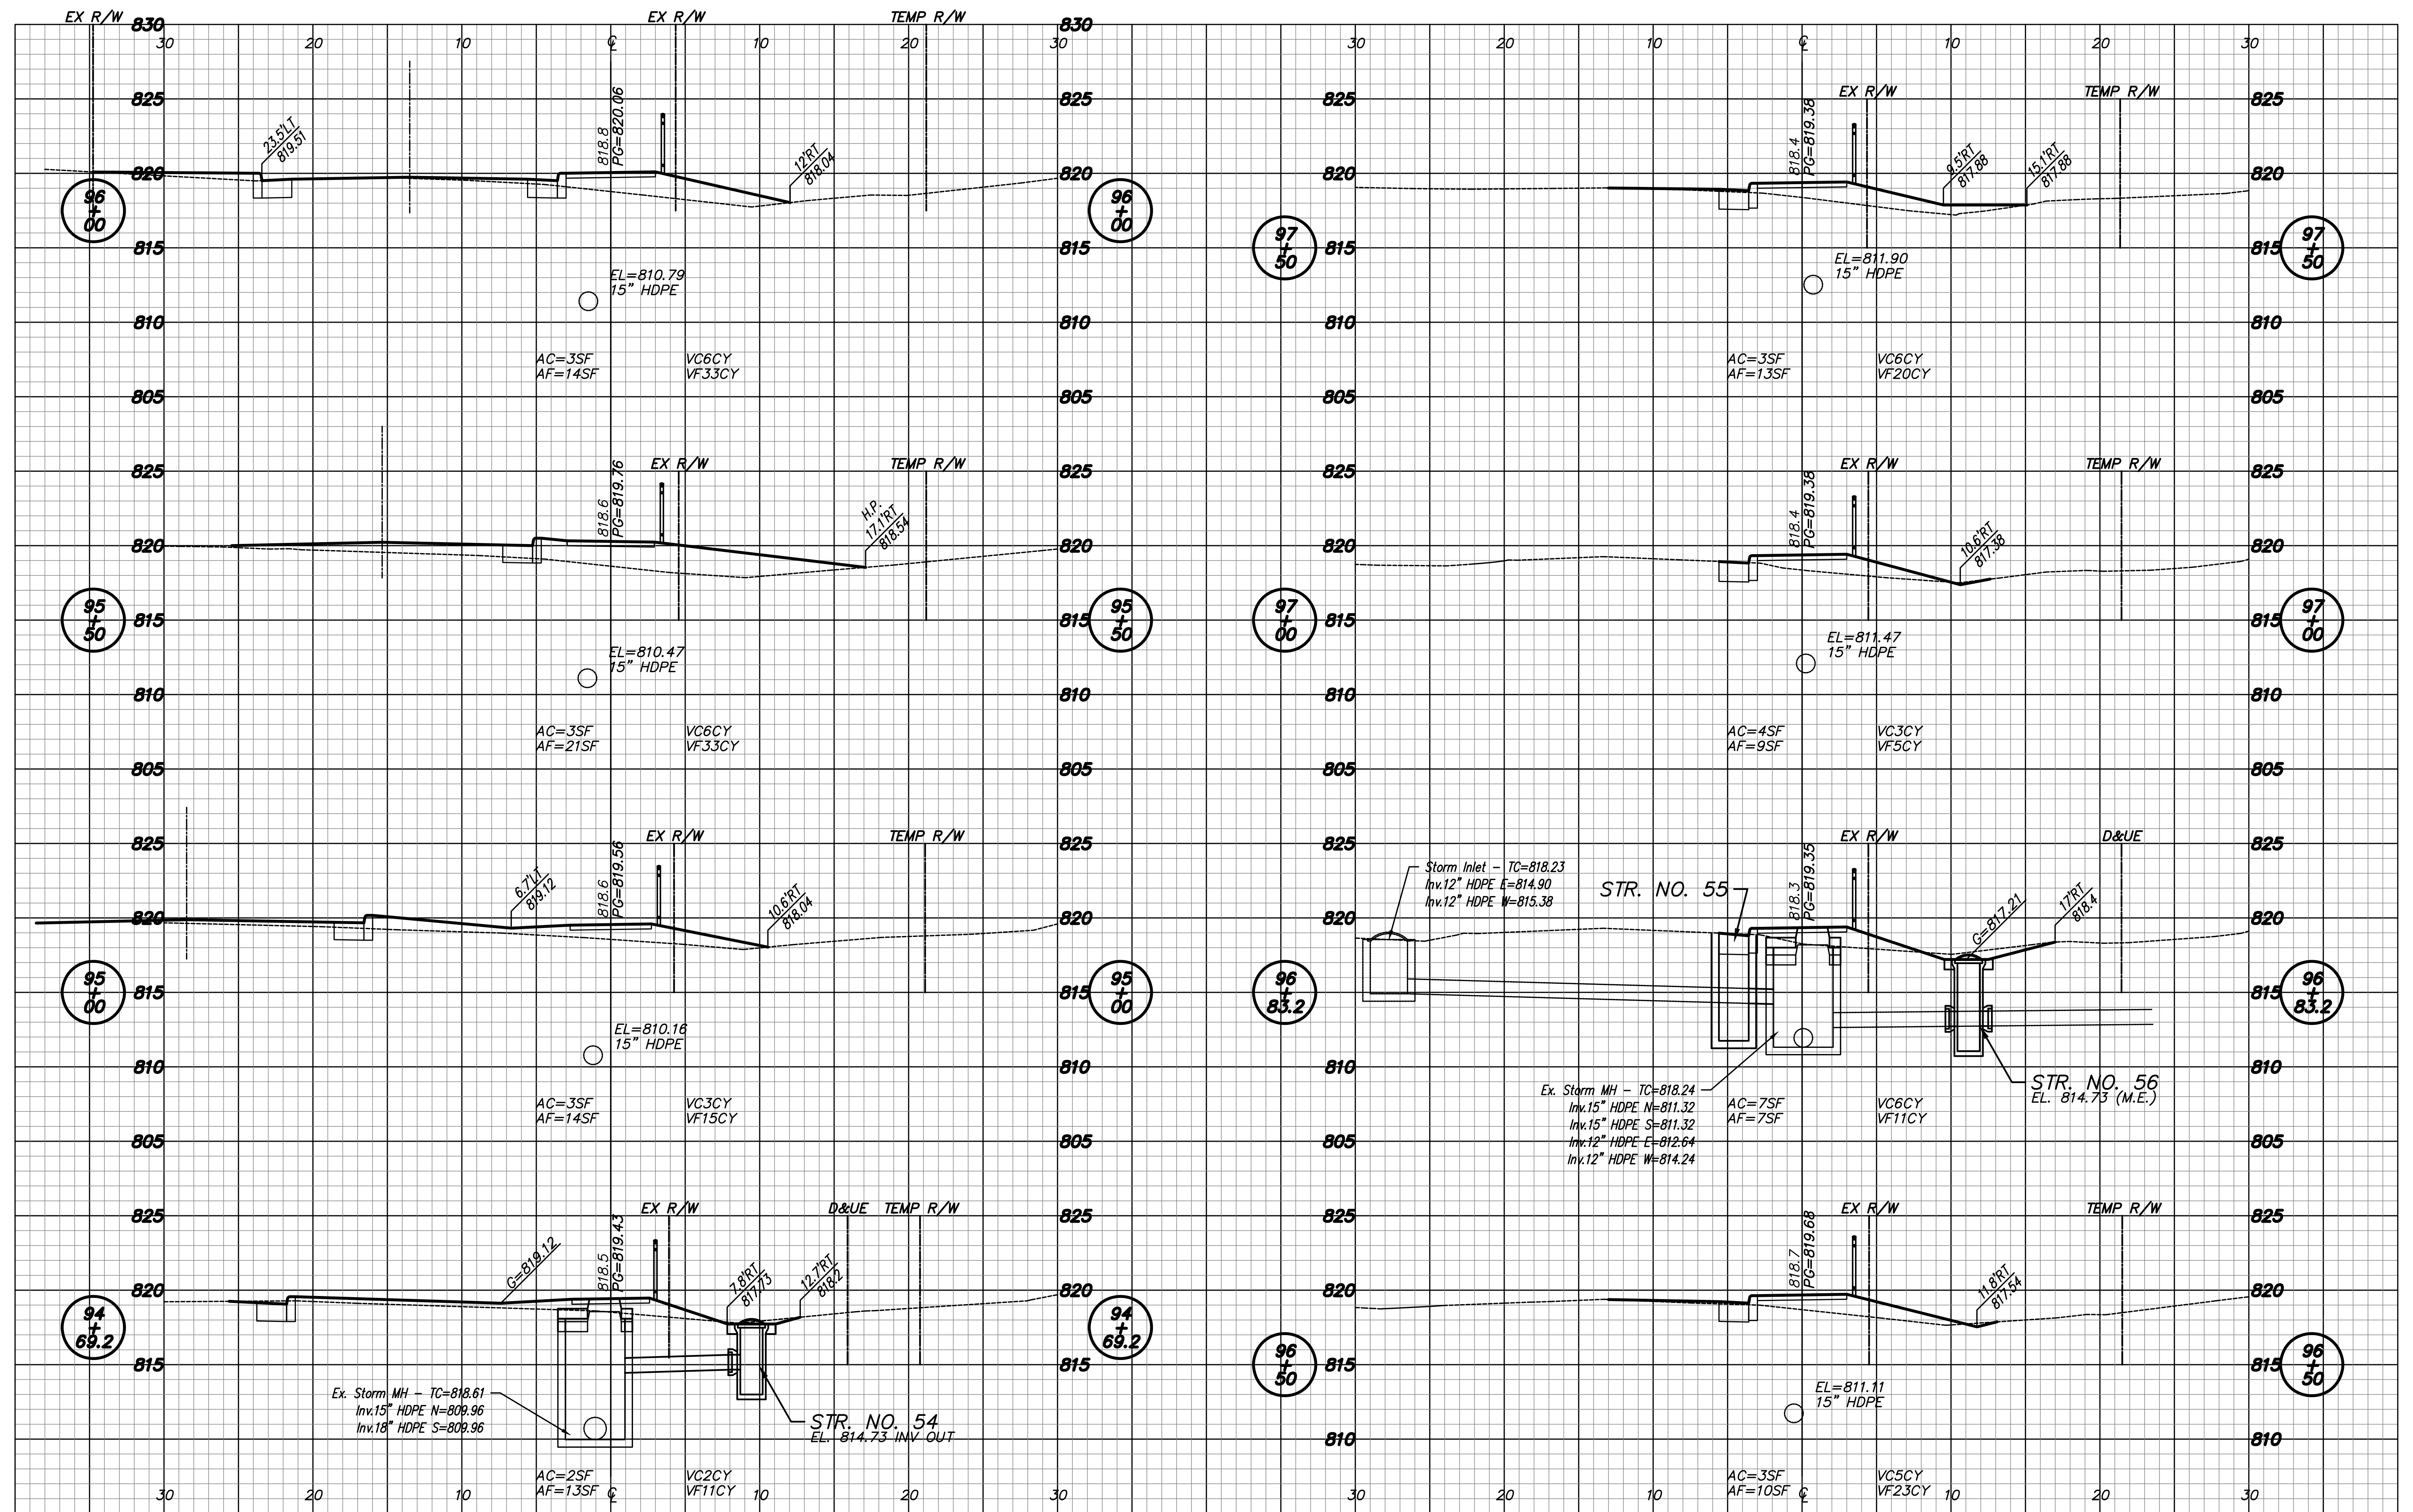 EX R/W
EX R/W
TEMP R/W
830
830
30
20
10
℄
10
20
30
825
825
23.5'LT
819.51
818.8
PG=820.06
12'RT
818.04
820
820
96
+
00
96
+
00
815
EL=810.79
15" HDPE
815
810
810
AC=3SF
VC6CY
AF=14SF
VF33CY
805
805
EX R/W
TEMP R/W
825
825
818.6
PG=819.76
H.P.
17.1'RT
818.54
820
820
95
+
50
815
815
95
+
50
EL=810.47
15" HDPE
810
810
AC=3SF
VC6CY
AF=21SF
VF33CY
805
805
EX R/W
TEMP R/W
825
825
6.7'LT
819.12
818.6
PG=819.56
10.6'RT
818.04
820
820
95
+
00
815
815
95
+
00
EL=810.16
15" HDPE
810
810
AC=3SF
VC3CY
AF=14SF
VF15CY
805
805
EX R/W
D&UE
TEMP R/W
825
825
G=819.12
818.5
PG=819.43
7.8'RT
817.73
12.7'RT
818.2
820
820
94
+
69.2
94
+
69.2
815
815
Ex. Storm MH - TC=818.61
Inv.15" HDPE N=809.96
Inv.18" HDPE S=809.96
STR. NO. 54
EL. 814.73 INV OUT
AC=2SF
VC2CY
AF=13SF
VF11CY
30
20
10
℄
10
20
30
20
10
℄
10
20
30
EX R/W
TEMP R/W
825
825
818.4
PG=819.38
9.5'RT
817.88
15.1'RT
817.88
820
820
97
+
50
815
815
97
+
50
EL=811.90
15" HDPE
810
810
AC=3SF
VC6CY
AF=13SF
VF20CY
805
805
EX R/W
TEMP R/W
825
825
818.4
PG=819.38
10.6'RT
817.38
820
820
97
+
00
815
815
97
+
00
EL=811.47
15" HDPE
810
810
AC=4SF
VC3CY
AF=9SF
VF5CY
805
805
EX R/W
D&UE
825
825
Storm Inlet - TC=818.23
Inv.12" HDPE E=814.90
Inv.12" HDPE W=815.38
STR. NO. 55
818.3
PG=819.35
G=817.21
17'RT
818.4
820
820
96
+
83.2
815
815
96
+
83.2
810
810
Ex. Storm MH - TC=818.24
Inv.15" HDPE N=811.32
Inv.15" HDPE S=811.32
Inv.12" HDPE E=812.64
Inv.12" HDPE W=814.24
STR. NO. 56
EL. 814.73 (M.E.)
AC=7SF
VC6CY
AF=7SF
VF11CY
805
805
EX R/W
TEMP R/W
825
825
818.7
PG=819.68
11.8'RT
817.54
820
820
96
+
50
815
815
96
+
50
EL=811.11
15" HDPE
810
810
AC=3SF
VC5CY
AF=10SF
VF23CY
30
20
10
℄
10
20
30